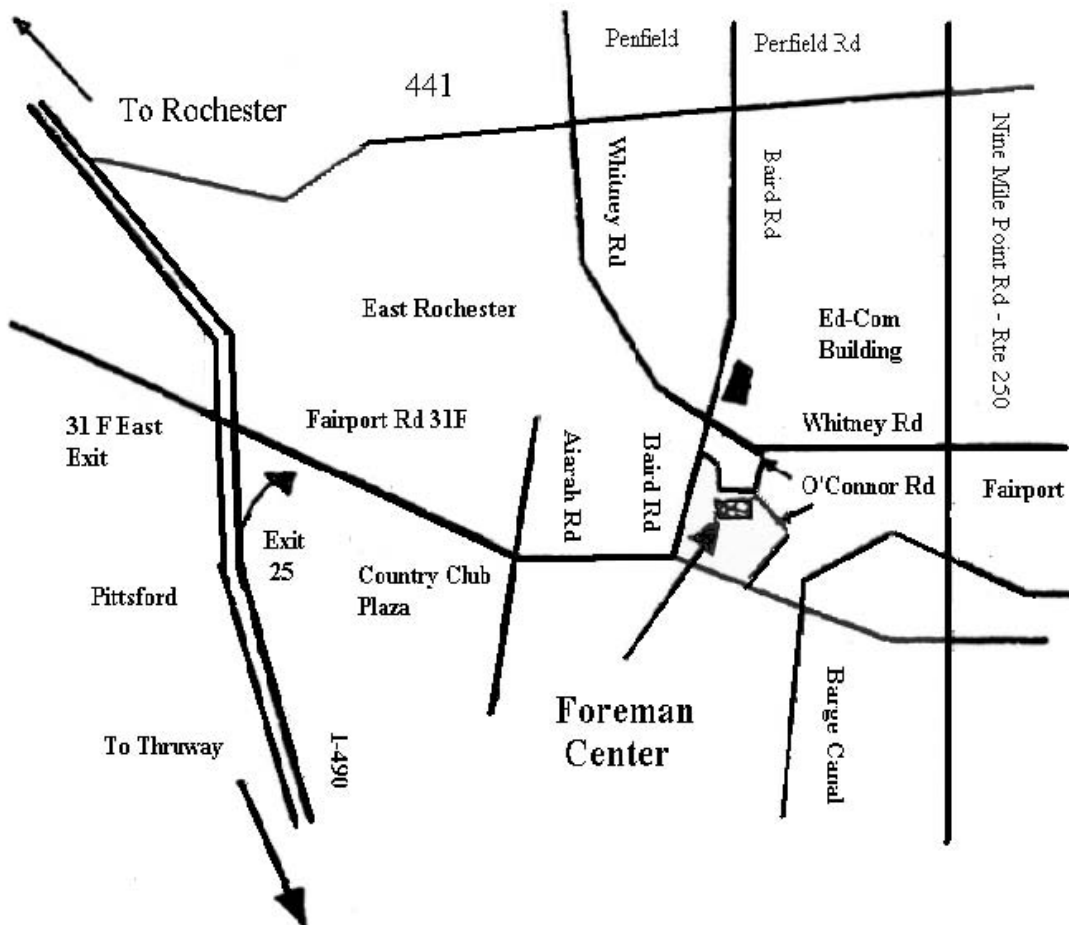 Penfield
Penfield Rd
441
To Rochester
Whitney Rd
Baird Rd
Nine Mile Point Rd - Rte 250
East Rochester
Ed-Com
Building
31 F East
Exit
Fairport Rd 31F
Whitney Rd
Aiarah Rd
Baird Rd
O'Connor Rd
Fairport
Exit
25
Country Club
Plaza
Pittsford
Foreman
Center
Barge Canal
To Thruway
I-490